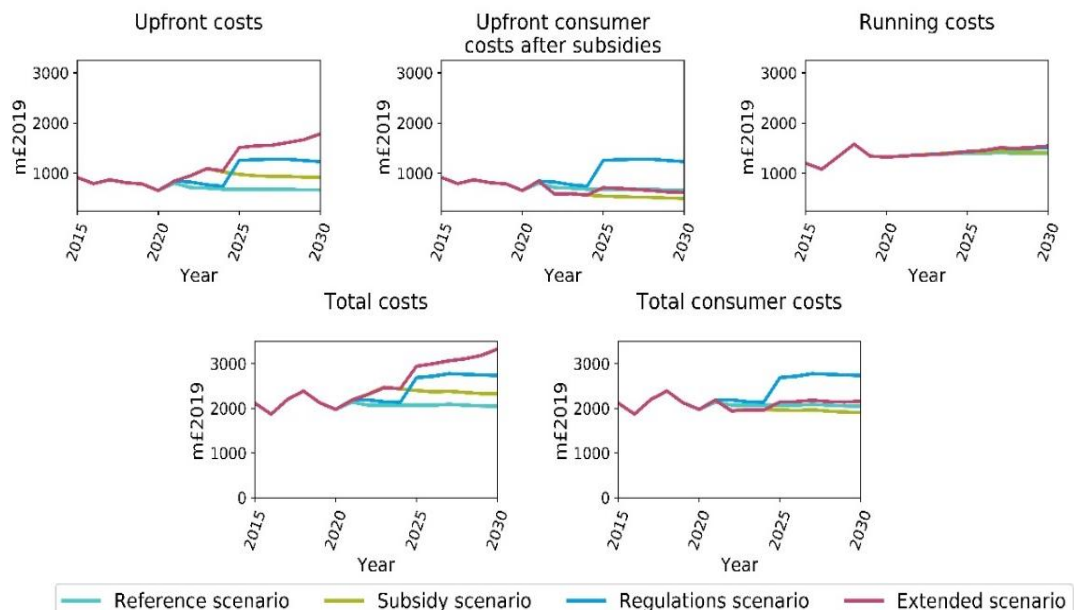 Upfront costs
Upfront consumer
costs after subsidies
Running costs
m£2019
3000
2000
1000
2015
2020
2025
2030
Year
m£2019
3000
2000
1000
2015
2020
2025
2030
Year
m£2019
3000
2000
1000
2015
2020
2025
2030
Year
Total costs
Total consumer costs
m£2019
3000
2000
1000
0
2015
2020
2025
2030
Year
m£2019
3000
2000
1000
0
2015
2020
2025
2030
Year
Reference scenario
Subsidy scenario
Regulations scenario
Extended scenario